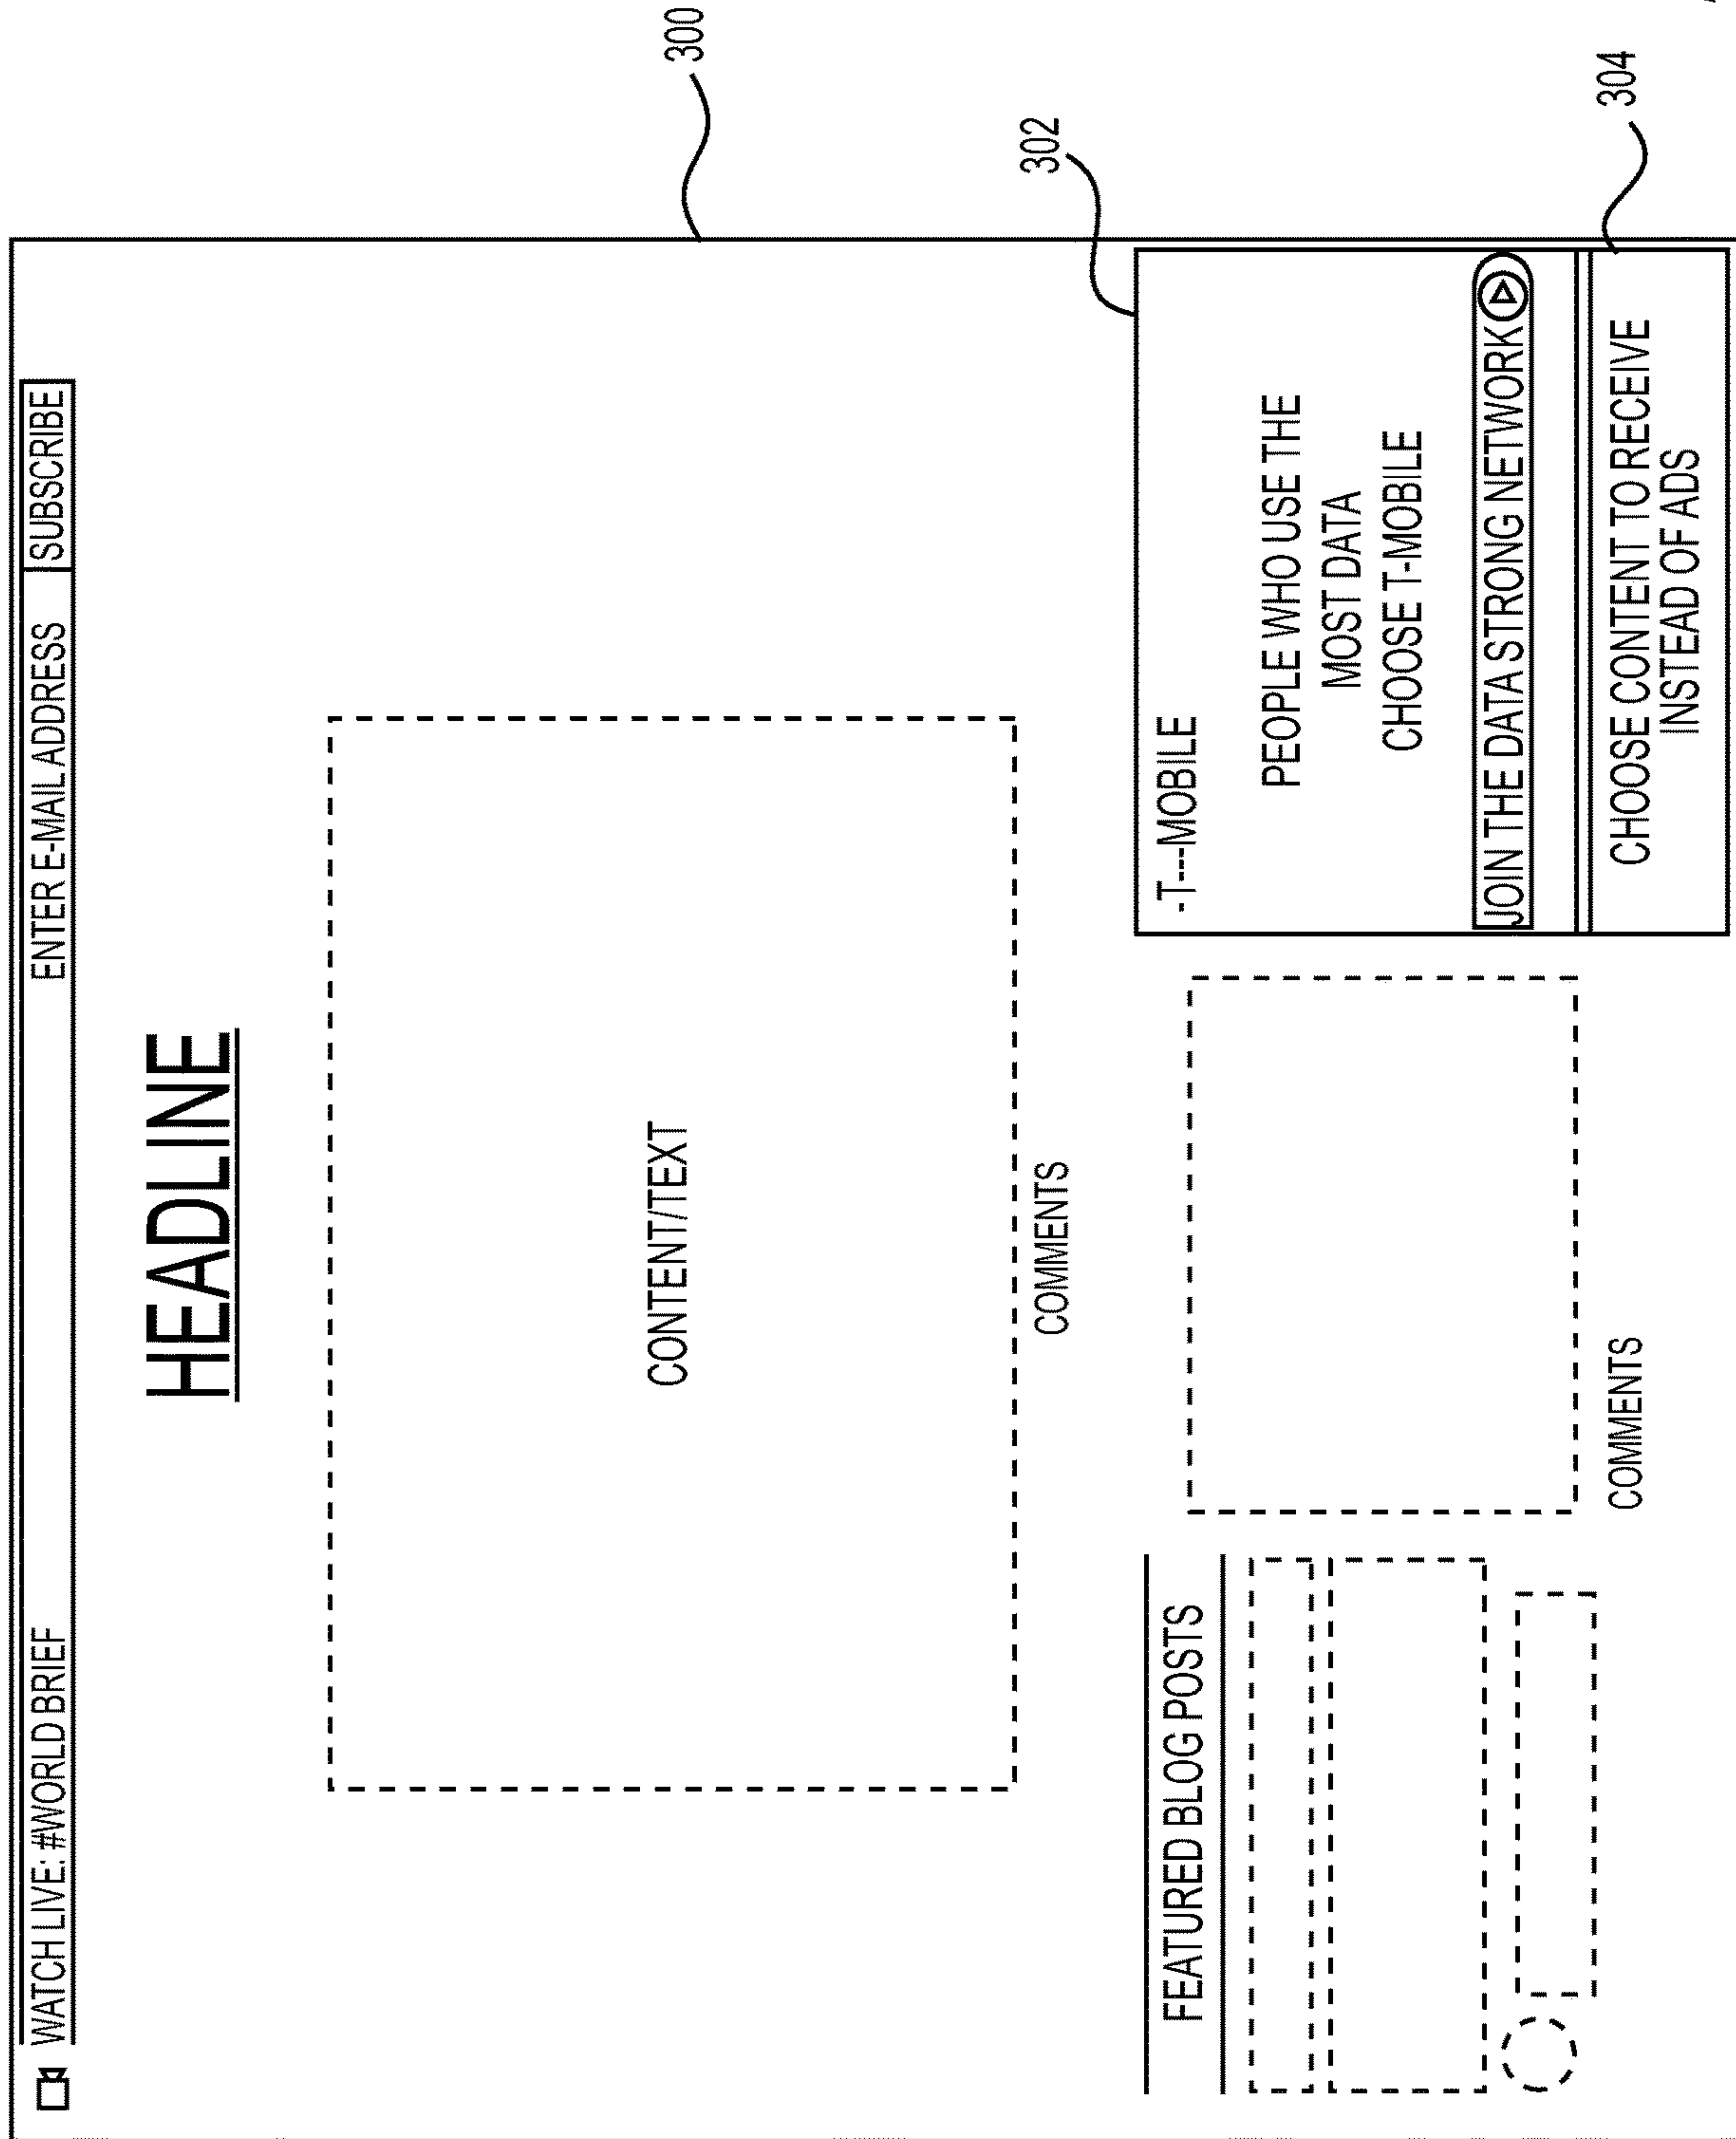 WATCH LIVE: #WORLD BRIEF ENTER E-MAIL ADDRESS SUBSCRIBE
HEADLINE
300
CONTENT/TEXT
COMMENTS
302
FEATURED BLOG POSTS
-T---MOBILE
PEOPLE WHO USE THE
MOST DATA
CHOOSE T-MOBILE
JOIN THE DATA STRONG NETWORK
COMMENTS
CHOOSE CONTENT TO RECEIVE
INSTEAD OF ADS
304